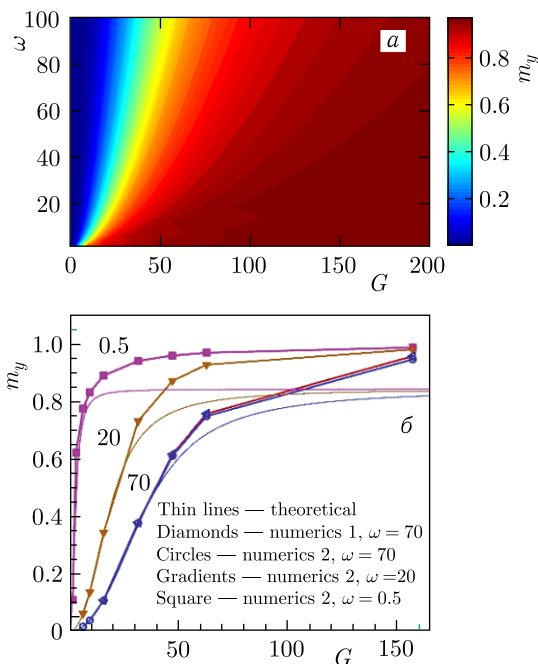 100
80
60
40
20
ω
a
0
50
100
150
200
G
0.8
0.6
0.4
0.2
m_y
1.0
0.8
0.6
0.4
0.2
0
m_y
0.5
20
70
б
Thin lines — theoretical
Diamonds — numerics 1, ω = 70
Circles — numerics 2, ω = 70
Gradients — numerics 2, ω =20
Square — numerics 2, ω = 0.5
50
100
150
G